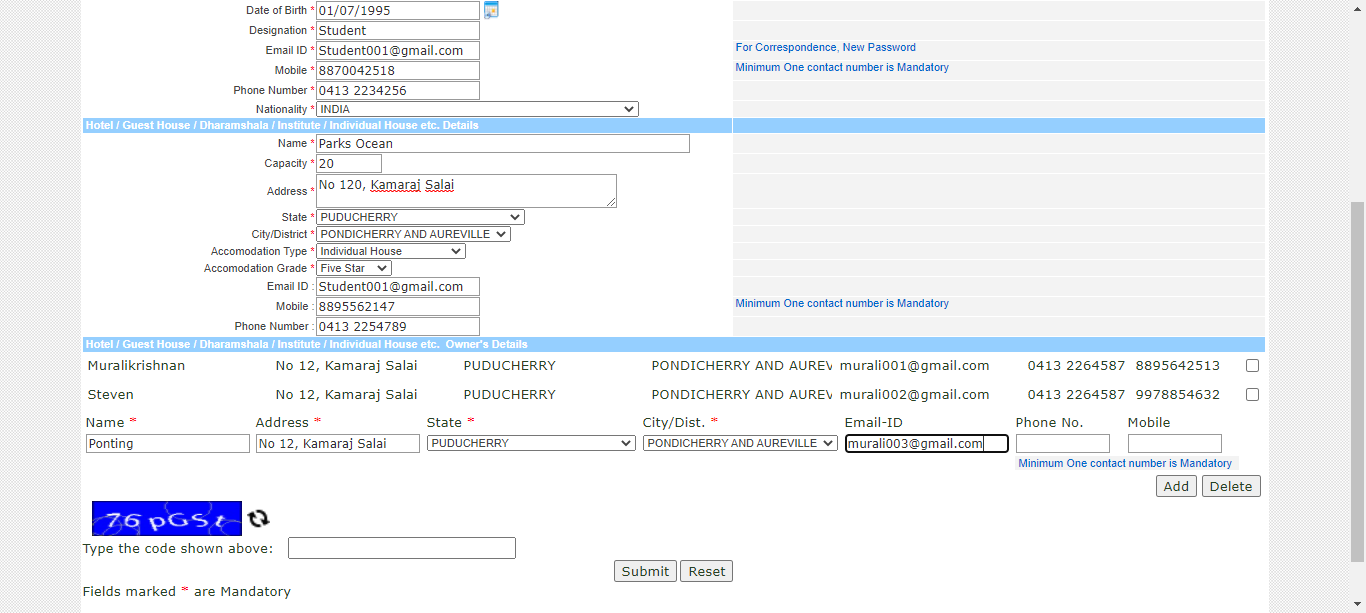 Date of Birth * 01/07/1995
Designation * Student
Email ID * Student001@gmail.com For Correspondence, New Password
Mobile * 8870042518 Minimum One contact number is Mandatory
Phone Number * 0413 2234256
Nationality * INDIA
Hotel / Guest House / Dharamshala / Institute / Individual House etc. Details
Name * Parks Ocean
Capacity * 20
Address * No 120, Kamaraj Salai
State * PUDUCHERRY
City/District * PONDICHERRY AND AUREVILLE
Accomodation Type * Individual House
Accomodation Grade * Five Star
Email ID : Student001@gmail.com
Mobile : 8895562147 Minimum One contact number is Mandatory
Phone Number : 0413 2254789
Hotel / Guest House / Dharamshala / Institute / Individual House etc. Owner's Details
Muralikrishnan No 12, Kamaraj Salai PUDUCHERRY PONDICHERRY AND AUREV murali001@gmail.com 0413 2264587 8895642513
Steven No 12, Kamaraj Salai PUDUCHERRY PONDICHERRY AND AUREV murali002@gmail.com 0413 2264587 9978854632
Name * Address * State * City/Dist. * Email-ID Phone No. Mobile
Ponting No 12, Kamaraj Salai PUDUCHERRY PONDICHERRY AND AUREVILLE murali003@gmail.com
Minimum One contact number is Mandatory
Add Delete
76pGSt
Type the code shown above:
Submit Reset
Fields marked * are Mandatory